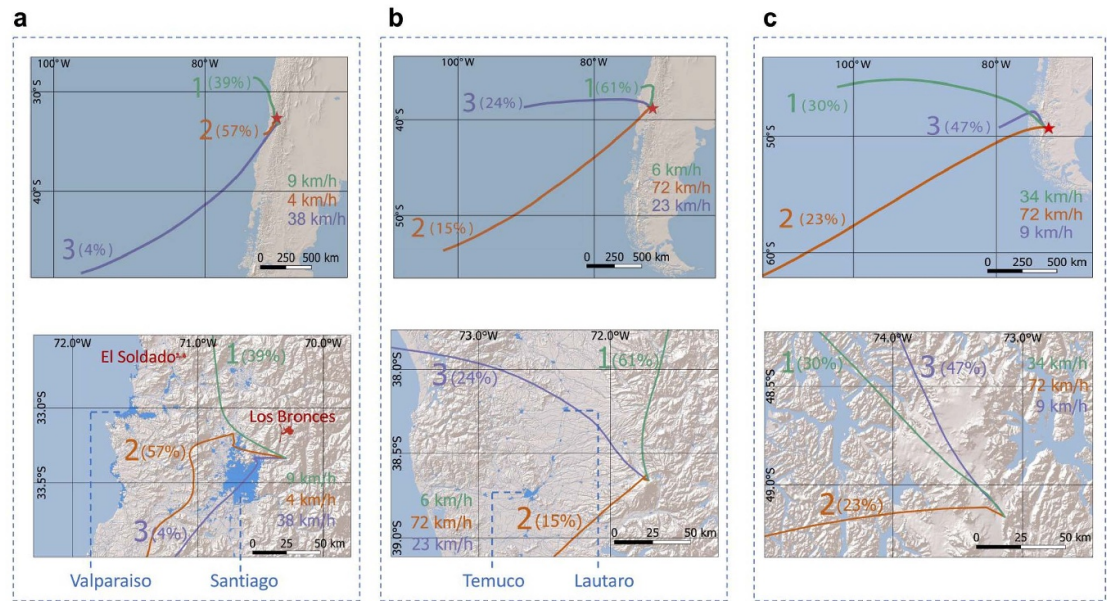 a
100°W 80°W
30°S
1 (39%)
2 (57%)
40°S
9 km/h
4 km/h
38 km/h
3 (4%)
0 250 500 km
72.0°W 71.0°W 70.0°W
El Soldado
1 (39%)
33.0°S
Los Bronces
2 (57%)
33.5°S
9 km/h
4 km/h
38 km/h
3 (4%)
0 25 50 km
Valparaiso Santiago
b
100°W 80°W
1 (61%)
3 (24%)
40°S
6 km/h
72 km/h
23 km/h
50°S
2 (15%)
0 250 500 km
73.0°W 72.0°W
38.0°S
1 (61%)
3 (24%)
38.5°S
6 km/h
72 km/h
23 km/h
2 (15%)
39.0°S
0 25 50 km
Temuco Lautaro
c
100°W 80°W
1 (30%)
3 (47%)
50°S
34 km/h
72 km/h
9 km/h
2 (23%)
60°S
0 250 500 km
74.0°W 73.0°W
1 (30%)
3 (47%)
34 km/h
72 km/h
9 km/h
48.5°S
49.0°S
2 (23%)
0 25 50 km